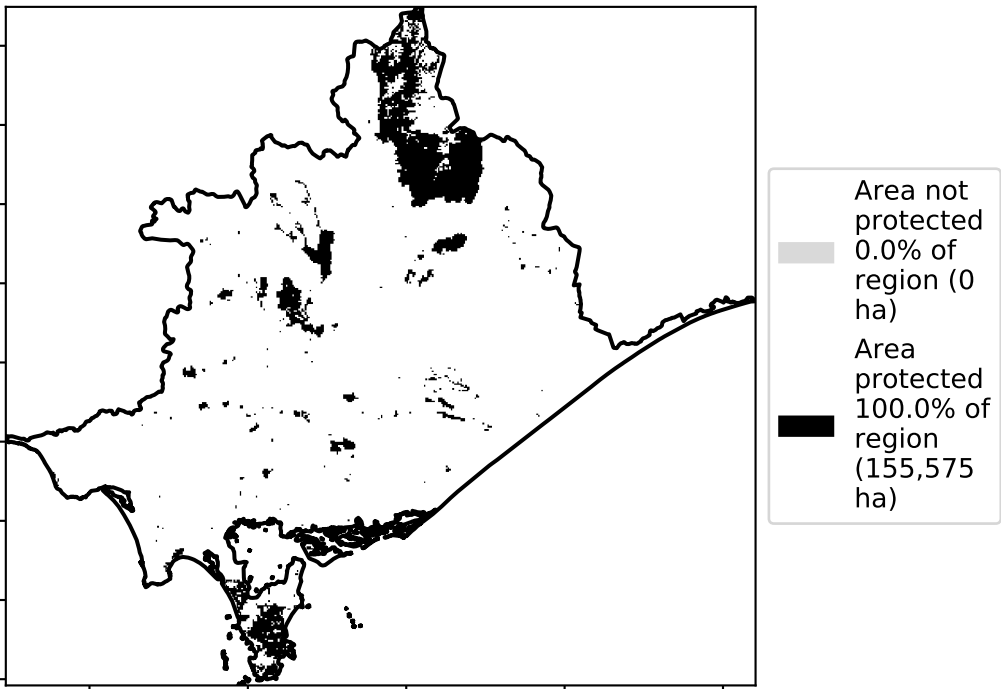 Area not
protected
0.0% of
region (0
ha)
Area
protected
100.0% of
region
(155,575
ha)